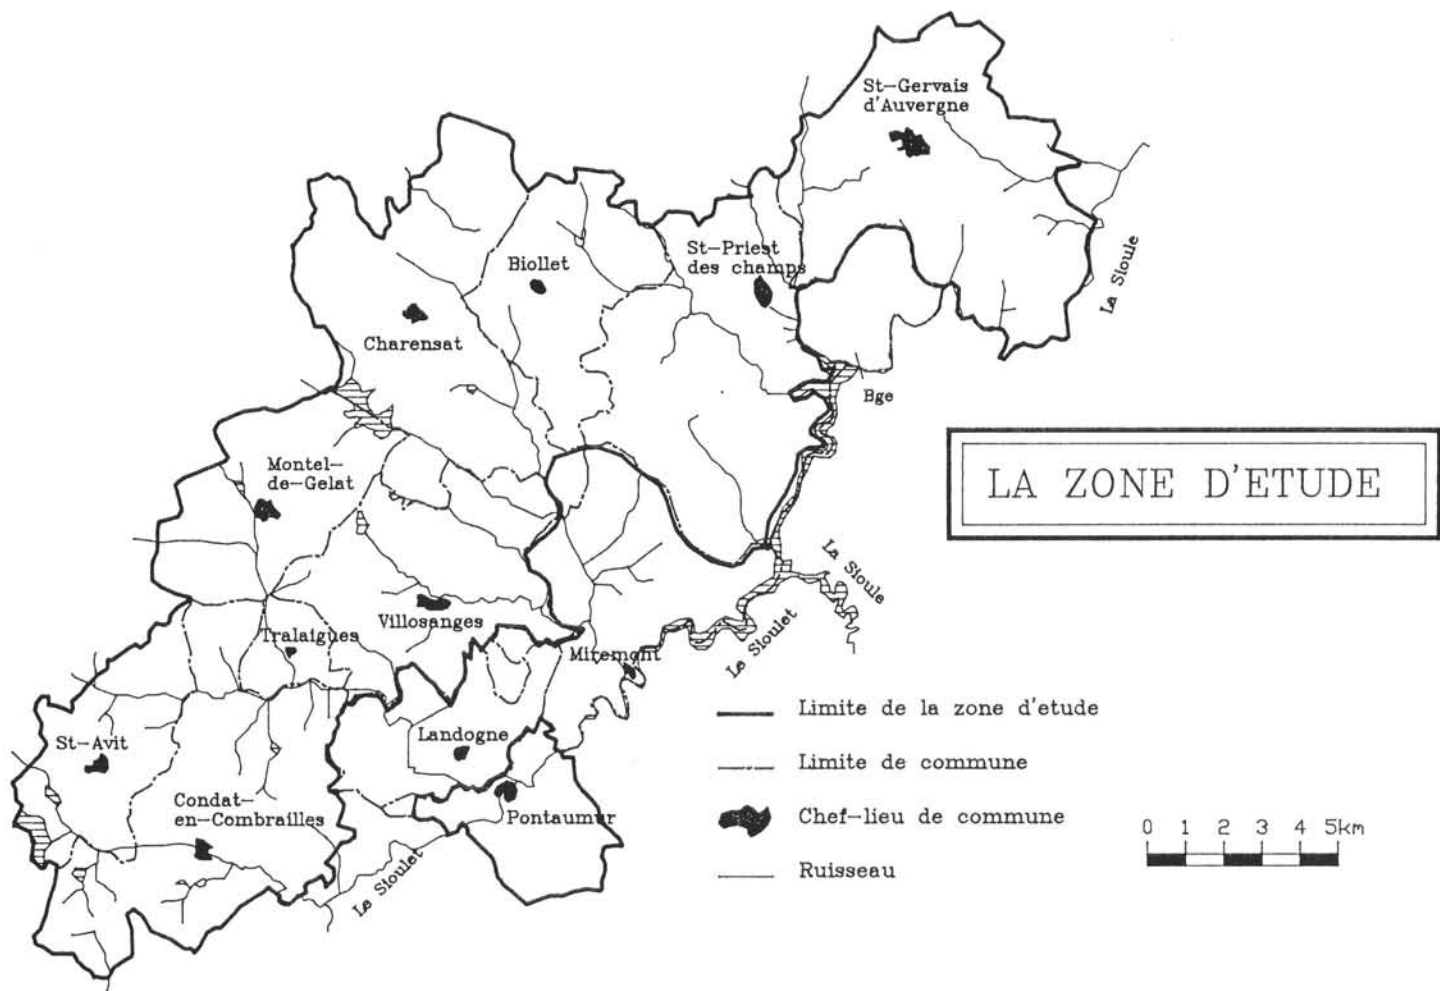 St-Gervais
d'Auvergne
St-Priest
des champs
Biollet
La Sioule
Charensat
Bge
Montel-
de-Gelat
LA ZONE D'ETUDE
La Sioule
Villosanges
Le Sioulet
Tralaigues
Miremont
Limite de la zone d'etude
St-Avit
Landogne
Limite de commune
Condat-
en-Combrailles
Pontaumur
Chef-lieu de commune
0 1 2 3 4 5km
Le Sioulet
Ruisseau